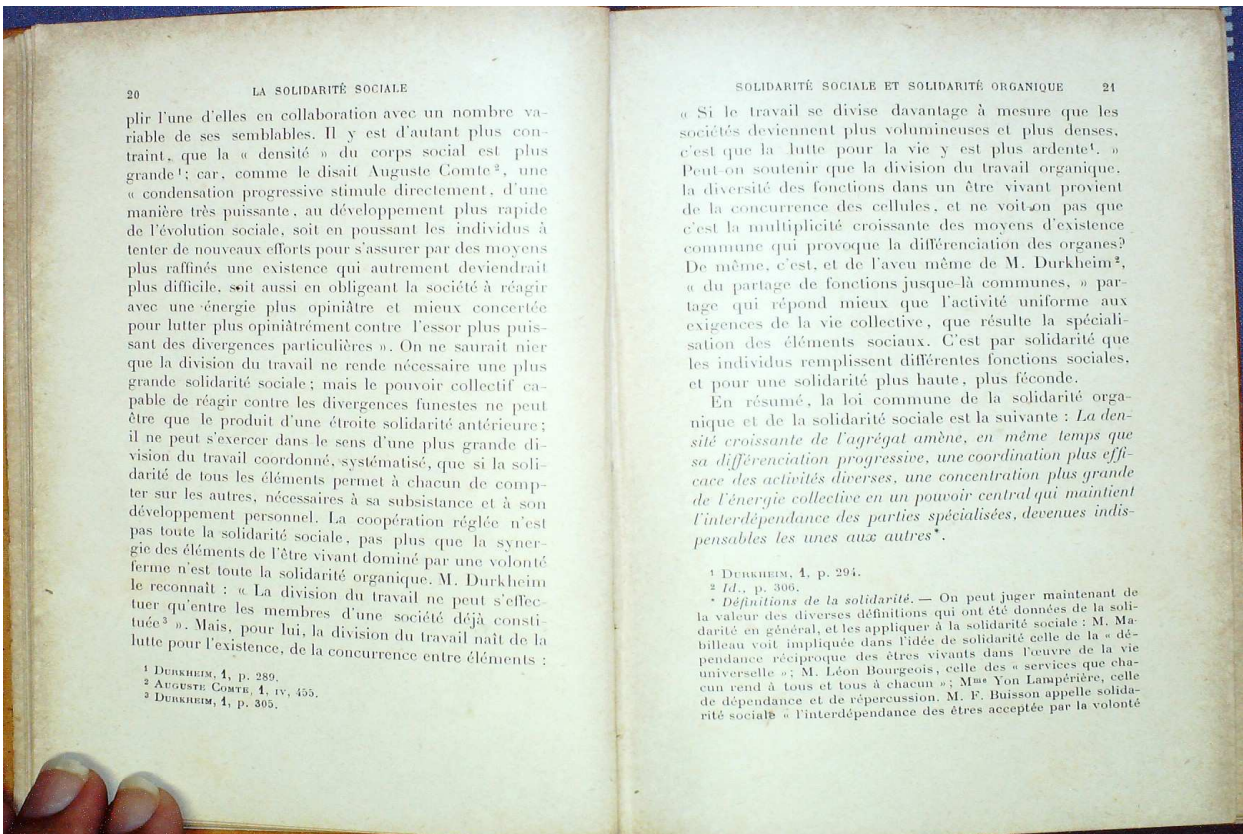 20 LA SOLIDARITÉ SOCIALE
plir l'une d'elles en collaboration avec un nombre va-
riable de ses semblables. Il y est d'autant plus con-
traint, que la « densité » du corps social est plus
grande¹; car, comme le disait Auguste Comte², une
« condensation progressive stimule directement, d'une
manière très puissante, au développement plus rapide
de l'évolution sociale, soit en poussant les individus à
tenter de nouveaux efforts pour s'assurer par des moyens
plus raffinés une existence qui autrement deviendrait
plus difficile, soit aussi en obligeant la société à réagir
avec une énergie plus opiniâtre et mieux concertée
pour lutter plus opiniâtrément contre l'essor plus puis-
sant des divergences particulières ». On ne saurait nier
que la division du travail ne rende nécessaire une plus
grande solidarité sociale; mais le pouvoir collectif ca-
pable de réagir contre les divergences funestes ne peut
être que le produit d'une étroite solidarité antérieure;
il ne peut s'exercer dans le sens d'une plus grande di-
vision du travail coordonné, systématisé, que si la soli-
darité de tous les éléments permet à chacun de comp-
ter sur les autres, nécessaires à sa subsistance et à son
développement personnel. La coopération réglée n'est
pas toute la solidarité sociale, pas plus que la syner-
gie des éléments de l'être vivant dominé par une volonté
ferme n'est toute la solidarité organique. M. Durkheim
le reconnaît : « La division du travail ne peut s'effec-
tuer qu'entre les membres d'une société déjà consti-
tuée³ ». Mais, pour lui, la division du travail naît de la
lutte pour l'existence, de la concurrence entre éléments :
¹ DURKHEIM, 1, p. 289.
² AUGUSTE COMTE, 1, IV, 455.
³ DURKHEIM, 1, p. 305.
SOLIDARITÉ SOCIALE ET SOLIDARITÉ ORGANIQUE 21
« Si le travail se divise davantage à mesure que les
sociétés deviennent plus volumineuses et plus denses,
c'est que la lutte pour la vie y est plus ardente¹. »
Peut-on soutenir que la division du travail organique,
la diversité des fonctions dans un être vivant provient
de la concurrence des cellules, et ne voit-on pas que
c'est la multiplicité croissante des moyens d'existence
commune qui provoque la différenciation des organes?
De même, c'est, et de l'aveu même de M. Durkheim²,
« du partage de fonctions jusque-là communes, » par-
tage qui répond mieux que l'activité uniforme aux
exigences de la vie collective, que résulte la spéciali-
sation des éléments sociaux. C'est par solidarité que
les individus remplissent différentes fonctions sociales,
et pour une solidarité plus haute, plus féconde.
En résumé, la loi commune de la solidarité orga-
nique et de la solidarité sociale est la suivante : La den-
sité croissante de l'agrégat amène, en même temps que
sa différenciation progressive, une coordination plus effi-
cace des activités diverses, une concentration plus grande
de l'énergie collective en un pouvoir central qui maintient
l'interdépendance des parties spécialisées, devenues indis-
pensables les unes aux autres*.
¹ DURKHEIM, 1, p. 294.
² Id., p. 306.
* Définitions de la solidarité. — On peut juger maintenant de
la valeur des diverses définitions qui ont été données de la soli-
darité en général, et les appliquer à la solidarité sociale : M. Ma-
billeau voit impliquée dans l'idée de solidarité celle de la « dé-
pendance réciproque des êtres vivants dans l'œuvre de la vie
universelle »; M. Léon Bourgeois, celle des « services que cha-
cun rend à tous et tous à chacun »; Mme Yon Lampérière, celle
de dépendance et de répercussion. M. F. Buisson appelle solida-
rité sociale « l'interdépendance des êtres acceptée par la volonté